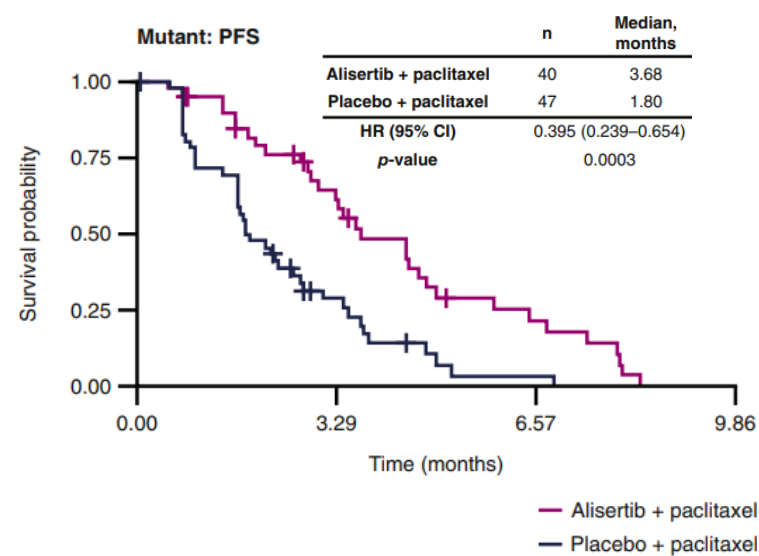 Mutant: PFS
n
Median, months
Alisertib + paclitaxel 40 3.68
Placebo + paclitaxel 47 1.80
HR (95% CI) 0.395 (0.239–0.654)
p-value 0.0003
Survival probability
1.00
0.75
0.50
0.25
0.00
0.00 3.29 6.57 9.86
Time (months)
Alisertib + paclitaxel
Placebo + paclitaxel